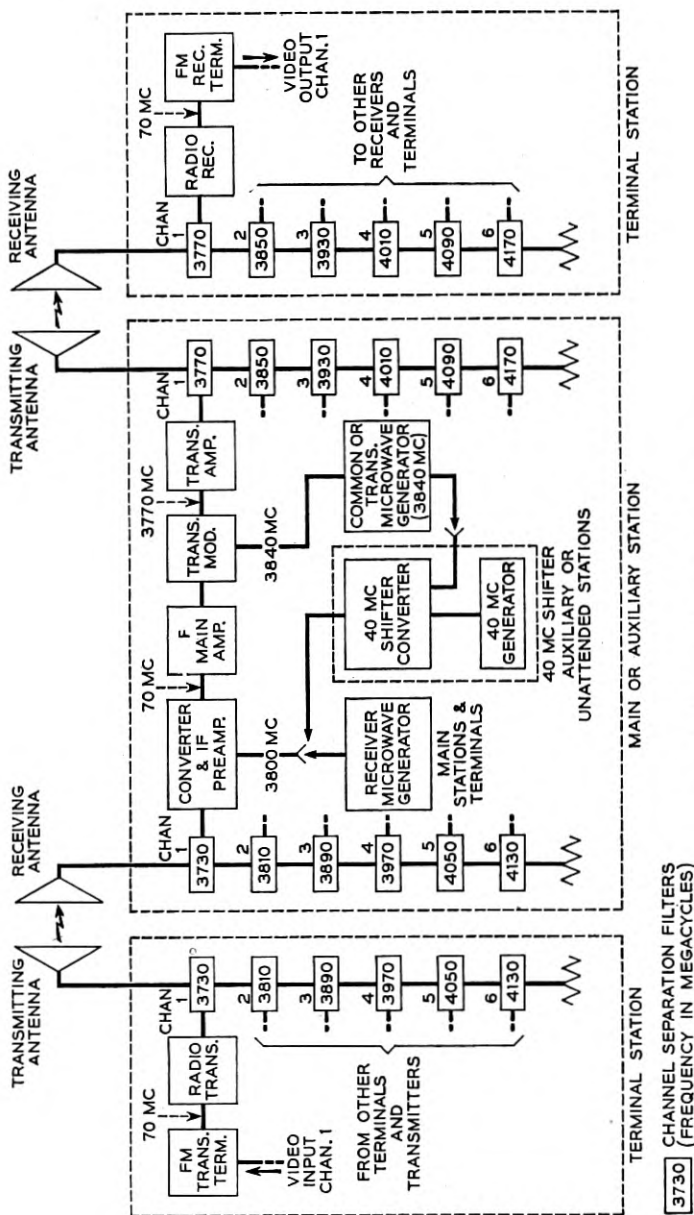 TRANSMITTING
ANTENNA
RECEIVING
ANTENNA
TRANSMITTING
ANTENNA
RECEIVING
ANTENNA
70 MC
FM
TRANS.
TERM.
RADIO
TRANS.
CHAN
1
3730
2
3810
3
3890
4
3970
5
4050
6
4130
VIDEO
INPUT
CHAN. 1
FROM OTHER
TERMINALS
AND
TRANSMITTERS
TERMINAL STATION
CHAN
1
3730
2
3810
3
3890
4
3970
5
4050
6
4130
CONVERTER
& IF
PREAMP.
70 MC
F
MAIN
AMP.
TRANS.
MOD.
3770 MC
TRANS.
AMP.
3800 MC
3840 MC
RECEIVER
MICROWAVE
GENERATOR
MAIN
STATIONS &
TERMINALS
40 MC
SHIFTER
CONVERTER
40 MC
GENERATOR
40 MC SHIFTER
AUXILIARY OR
UNATTENDED STATIONS
COMMON OR
TRANS.
MICROWAVE
GENERATOR
(3840 MC)
CHAN
1
3770
2
3850
3
3930
4
4010
5
4090
6
4170
MAIN OR AUXILIARY STATION
CHAN
1
3770
2
3850
3
3930
4
4010
5
4090
6
4170
RADIO
REC.
70 MC
FM
REC.
TERM.
VIDEO
OUTPUT
CHAN. 1
TO OTHER
RECEIVERS
AND
TERMINALS
TERMINAL STATION
3730 CHANNEL SEPARATION FILTERS
(FREQUENCY IN MEGACYCLES)